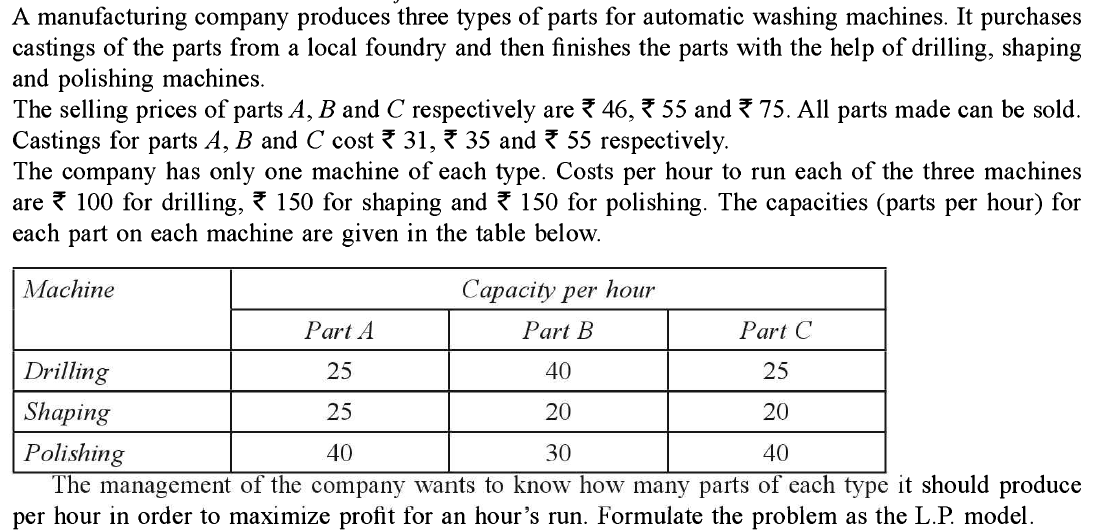 A manufacturing company produces three types of parts for automatic washing machines. It purchases
castings of the parts from a local foundry and then finishes the parts with the help of drilling, shaping
and polishing machines.
The selling prices of parts A, B and C respectively are ₹ 46, ₹ 55 and ₹ 75. All parts made can be sold.
Castings for parts A, B and C cost ₹ 31, ₹ 35 and ₹ 55 respectively.
The company has only one machine of each type. Costs per hour to run each of the three machines
are ₹ 100 for drilling, ₹ 150 for shaping and ₹ 150 for polishing. The capacities (parts per hour) for
each part on each machine are given in the table below.
Machine Capacity per hour
Part A Part B Part C
Drilling 25 40 25
Shaping 25 20 20
Polishing 40 30 40
The management of the company wants to know how many parts of each type it should produce
per hour in order to maximize profit for an hour's run. Formulate the problem as the L.P. model.